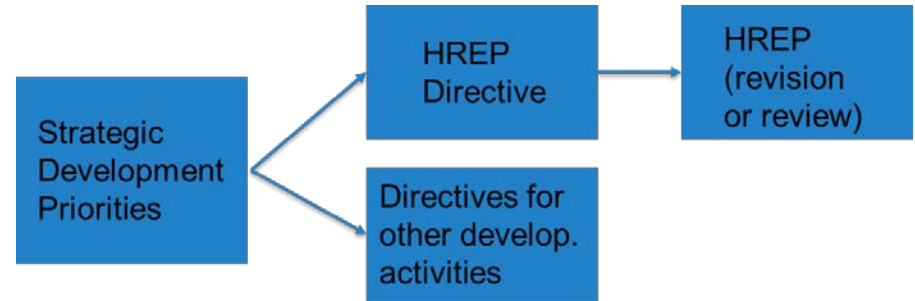 Strategic
Development
Priorities
HREP
Directive
HREP
(revision
or review)
Directives for
other develop.
activities